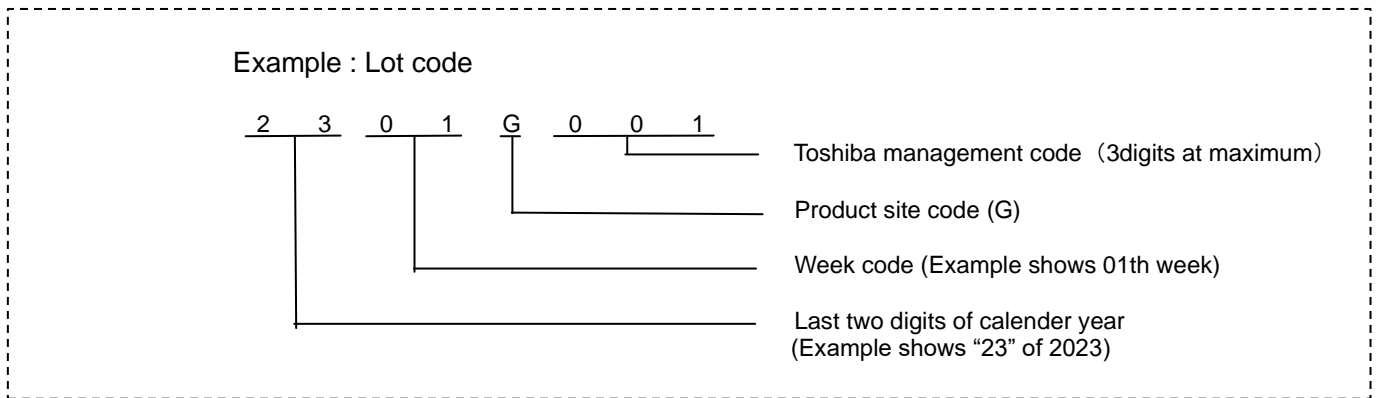 Example : Lot code
2 3 0 1 G 0 0 1
Toshiba management code（3digits at maximum）
Product site code (G)
Week code (Example shows 01th week)
Last two digits of calender year
(Example shows “23” of 2023)